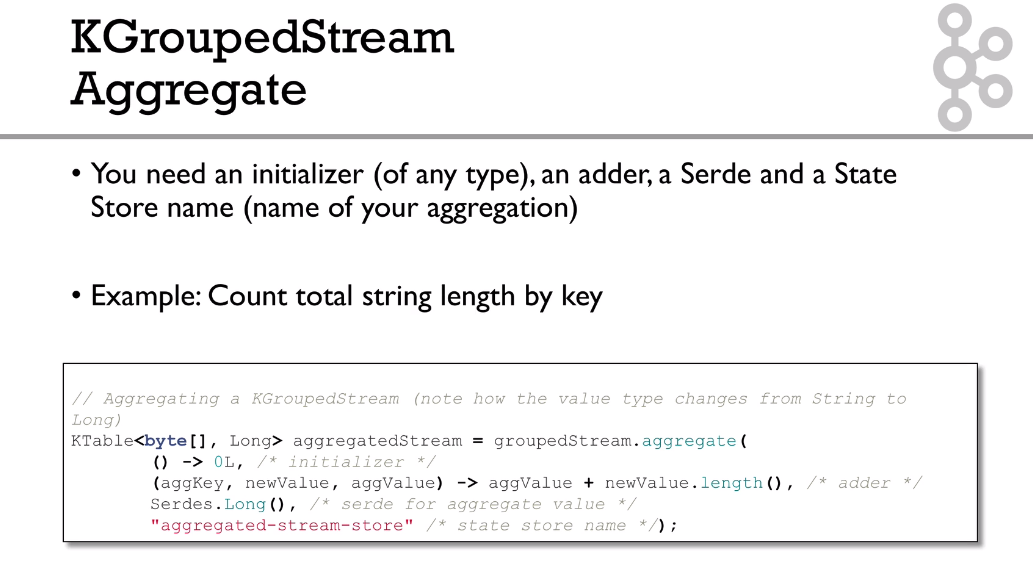 KGroupedStream
Aggregate
• You need an initializer (of any type), an adder, a Serde and a State
Store name (name of your aggregation)
• Example: Count total string length by key
// Aggregating a KGroupedStream (note how the value type changes from String to
Long)
KTable<byte[], Long> aggregatedStream = groupedStream.aggregate(
() -> 0L, /* initializer */
(aggKey, newValue, aggValue) -> aggValue + newValue.length(), /* adder */
Serdes.Long(), /* serde for aggregate value */
"aggregated-stream-store" /* state store name */);